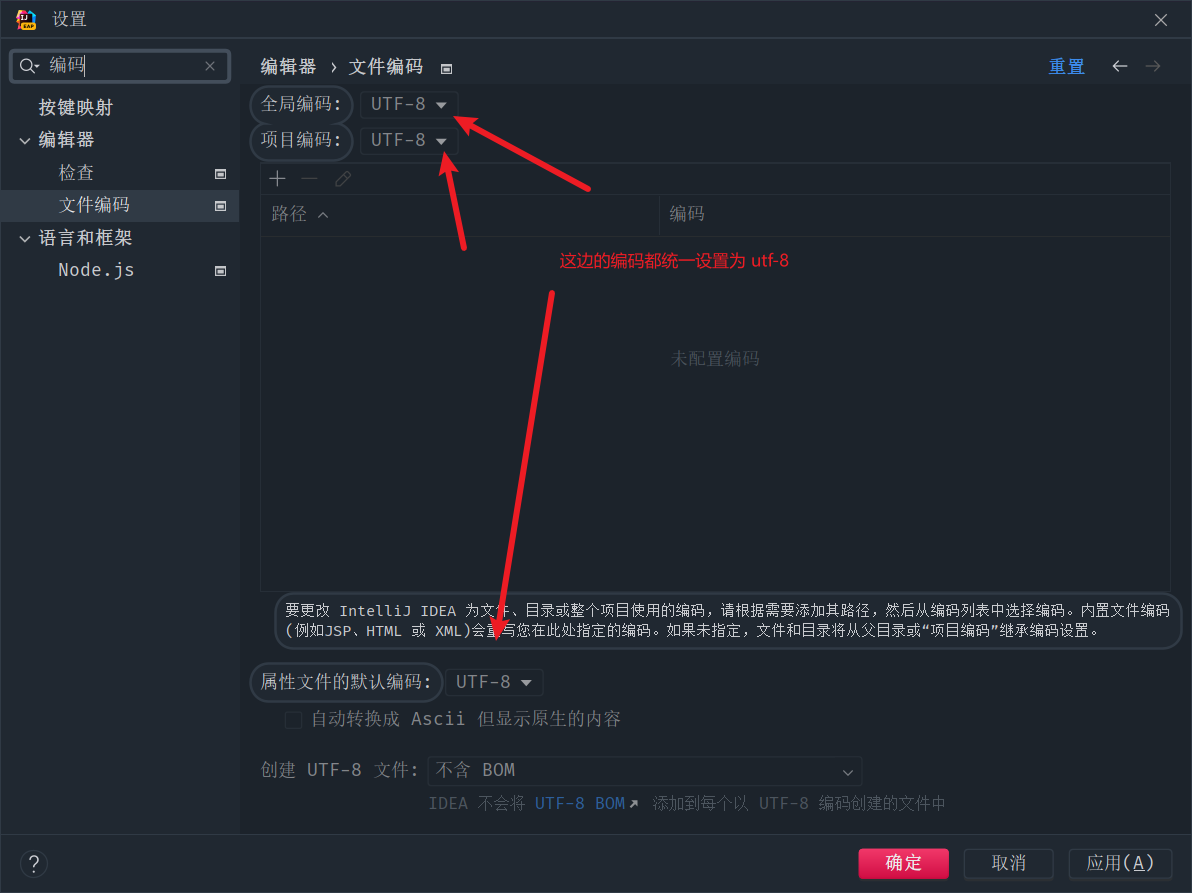 设置
编码
编辑器 › 文件编码
重置
按键映射
编辑器
检查
文件编码
语言和框架
Node.js
全局编码: UTF-8
项目编码: UTF-8
路径
编码
这边的编码都统一设置为 utf-8
未配置编码
要更改 IntelliJ IDEA 为文件、目录或整个项目使用的编码，请根据需要添加其路径，然后从编码列表中选择编码。内置文件编码
(例如JSP、HTML 或 XML)会重写您在此处指定的编码。如果未指定，文件和目录将从父目录或“项目编码”继承编码设置。
属性文件的默认编码: UTF-8
自动转换成 Ascii 但显示原生的内容
创建 UTF-8 文件: 不含 BOM
IDEA 不会将 UTF-8 BOM↗ 添加到每个以 UTF-8 编码创建的文件中
?
确定
取消
应用(A)